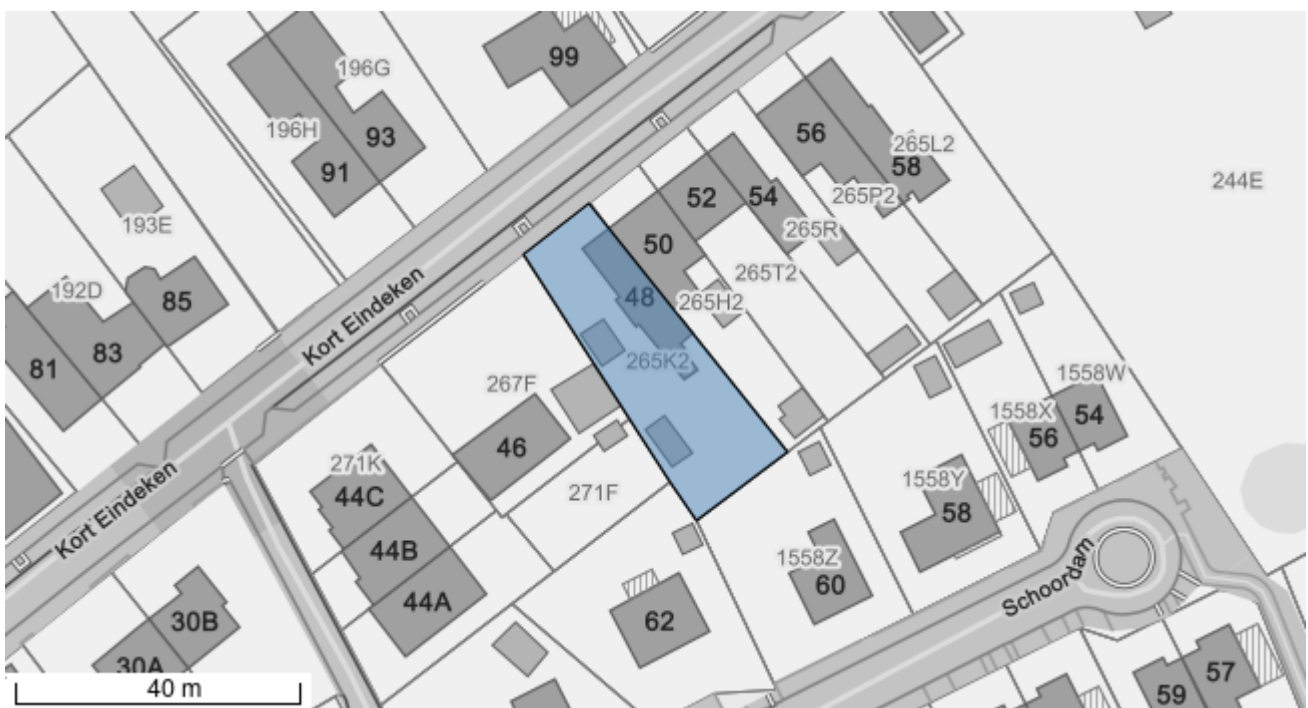 99
196G
196H
93
91
56
265L2
58
244E
193E
52
54
265P2
265R
50
265T2
192D
85
Kort Eindeken
48
265H2
83
81
265K2
267F
1558W
1558X
54
56
46
271K
44C
271F
1558Y
58
Kort Eindeken
44B
1558Z
60
Schoordam
44A
62
30B
30A
57
59
40 m